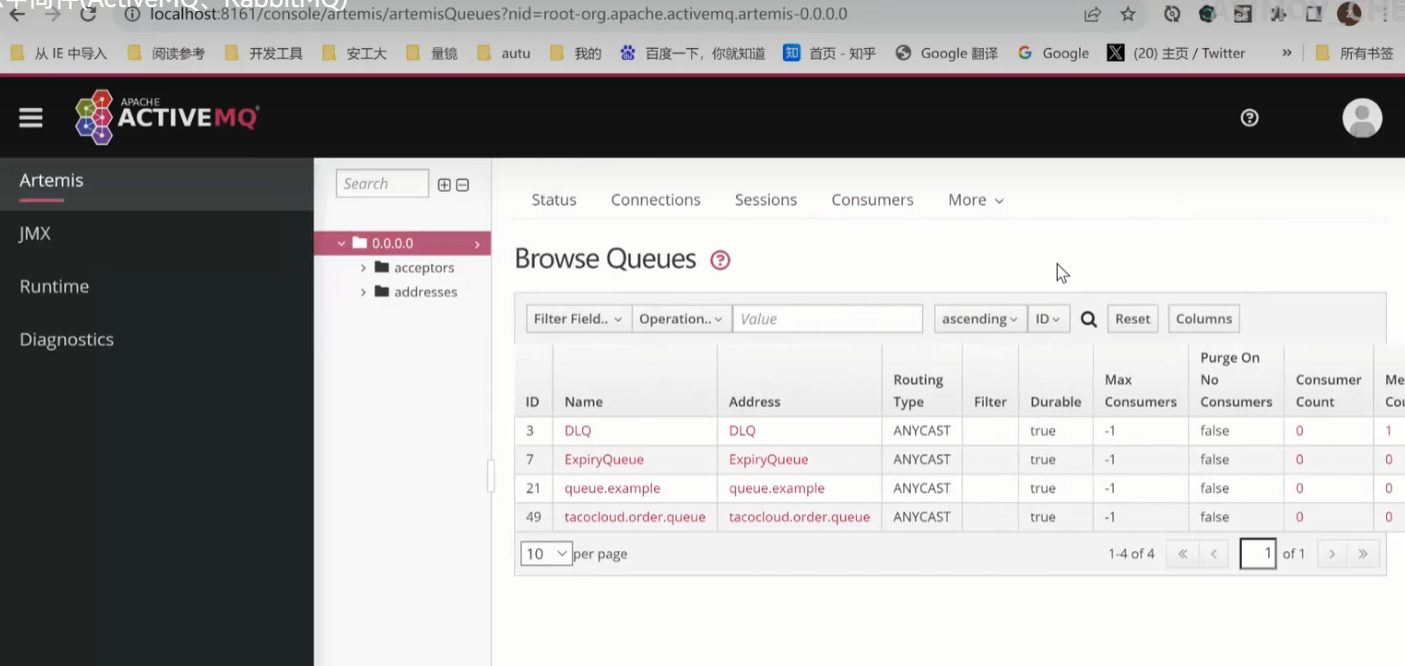 中间件(ActiveMQ、RabbitMQ)
localhost:8161/console/artemis/artemisQueues?nid=root-org.apache.activemq.artemis-0.0.0.0
从 IE 中导入 阅读参考 开发工具 安工大 量镜 autu 我的 百度一下，你就知道 知 首页 - 知乎 Google 翻译 G Google X (20) 主页 / Twitter » 所有书签
APACHE
ACTIVEMQ
Artemis
JMX
Runtime
Diagnostics
Search
0.0.0.0
acceptors
addresses
Status Connections Sessions Consumers More
Browse Queues
Filter Field.. Operation.. Value ascending ID Reset Columns
ID Name Address Routing Type Filter Durable Max Consumers Purge On No Consumers Consumer Count Me Cou
3 DLQ DLQ ANYCAST true -1 false 0 1
7 ExpiryQueue ExpiryQueue ANYCAST true -1 false 0 0
21 queue.example queue.example ANYCAST true -1 false 0 0
49 tacocloud.order.queue tacocloud.order.queue ANYCAST true -1 false 0 0
10 per page 1-4 of 4 « ‹ 1 of 1 › »